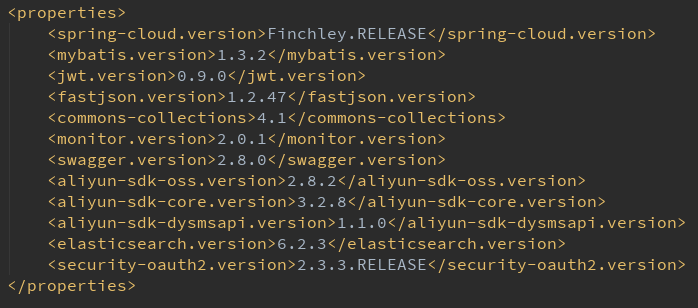 <properties>
<spring-cloud.version>Finchley.RELEASE</spring-cloud.version>
<mybatis.version>1.3.2</mybatis.version>
<jwt.version>0.9.0</jwt.version>
<fastjson.version>1.2.47</fastjson.version>
<commons-collections>4.1</commons-collections>
<monitor.version>2.0.1</monitor.version>
<swagger.version>2.8.0</swagger.version>
<aliyun-sdk-oss.version>2.8.2</aliyun-sdk-oss.version>
<aliyun-sdk-core.version>3.2.8</aliyun-sdk-core.version>
<aliyun-sdk-dysmsapi.version>1.1.0</aliyun-sdk-dysmsapi.version>
<elasticsearch.version>6.2.3</elasticsearch.version>
<security-oauth2.version>2.3.3.RELEASE</security-oauth2.version>
</properties>